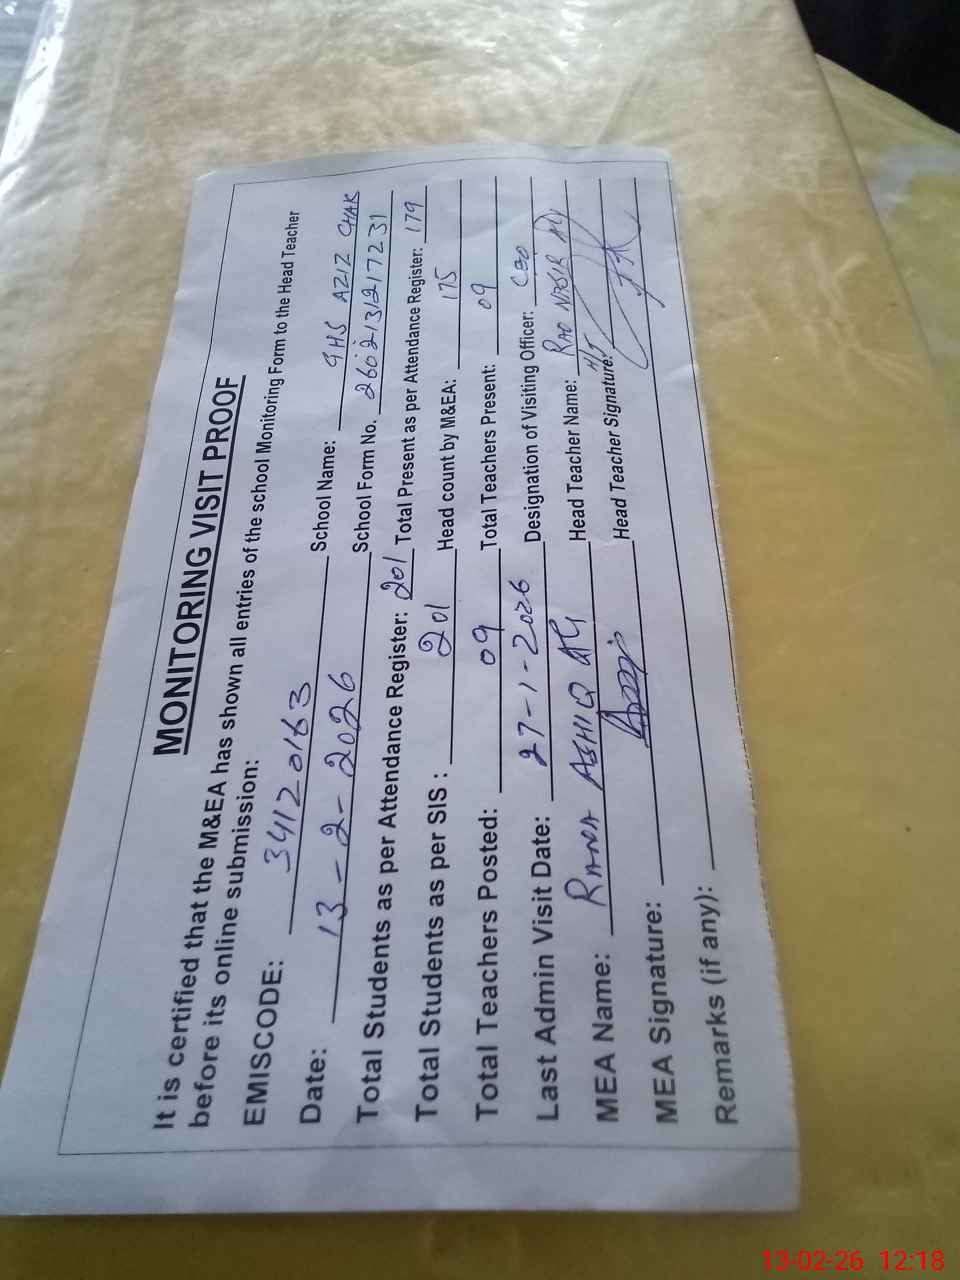 MONITORING VISIT PROOF
It is certified that the M&EA has shown all entries of the school Monitoring Form to the Head Teacher
before its online submission:
EMISCODE: 34120163 School Name: GHS AZIZ CHAK
Date: 13-2-2026 School Form No. 26021312172 31
Total Students as per Attendance Register: 201 Total Present as per Attendance Register: 179
Total Students as per SIS : 201 Head count by M&EA: 175
Total Teachers Posted: 09 Total Teachers Present: 09
Last Admin Visit Date: 27-1-2026 Designation of Visiting Officer: CEO
MEA Name: RANA ASHIQ ALI Head Teacher Name: RAO NASIR ALY
MEA Signature: Head Teacher Signature:
Remarks (if any):
13-02-26 12:18